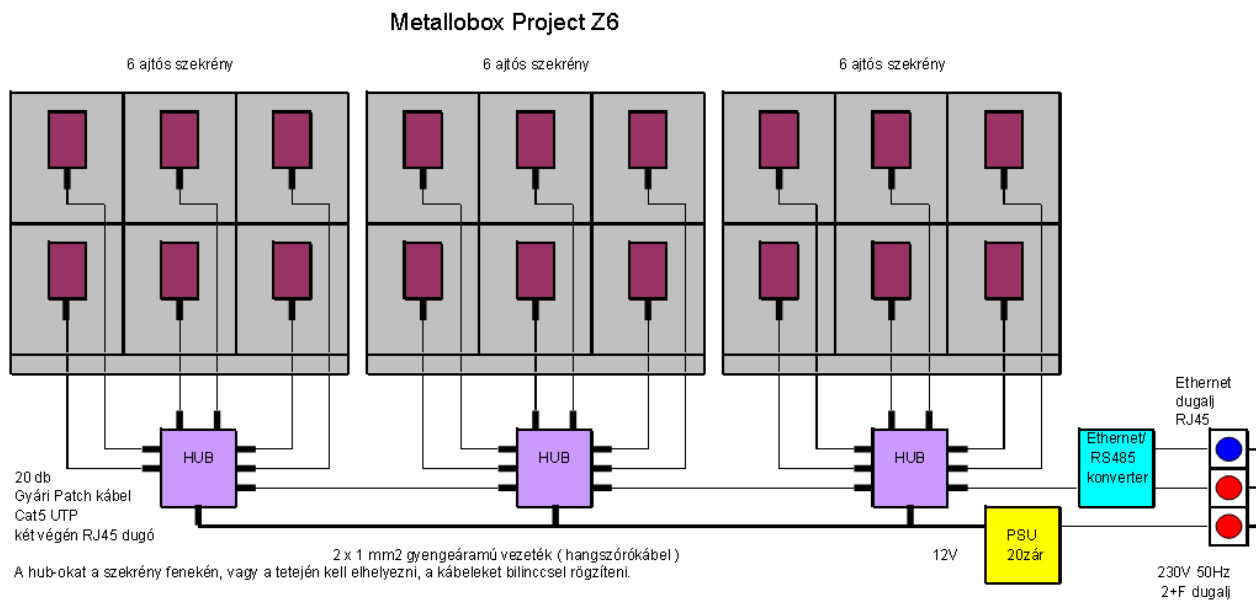 Metallobox Project Z6
6 ajtós szekrény
6 ajtós szekrény
6 ajtós szekrény
HUB
HUB
HUB
Ethernet/
RS485
konverter
Ethernet
dugalj
RJ45
20 db
Gyári Patch kábel
Cat5 UTP
két végén RJ45 dugó
PSU
20zár
2 x 1 mm2 gyengeáramú vezeték ( hangszórókábel )
12V
A hub-okat a szekrény fenekén, vagy a tetején kell elhelyezni, a kábeleket bilinccsel rögzíteni.
230V 50Hz
2+F dugalj